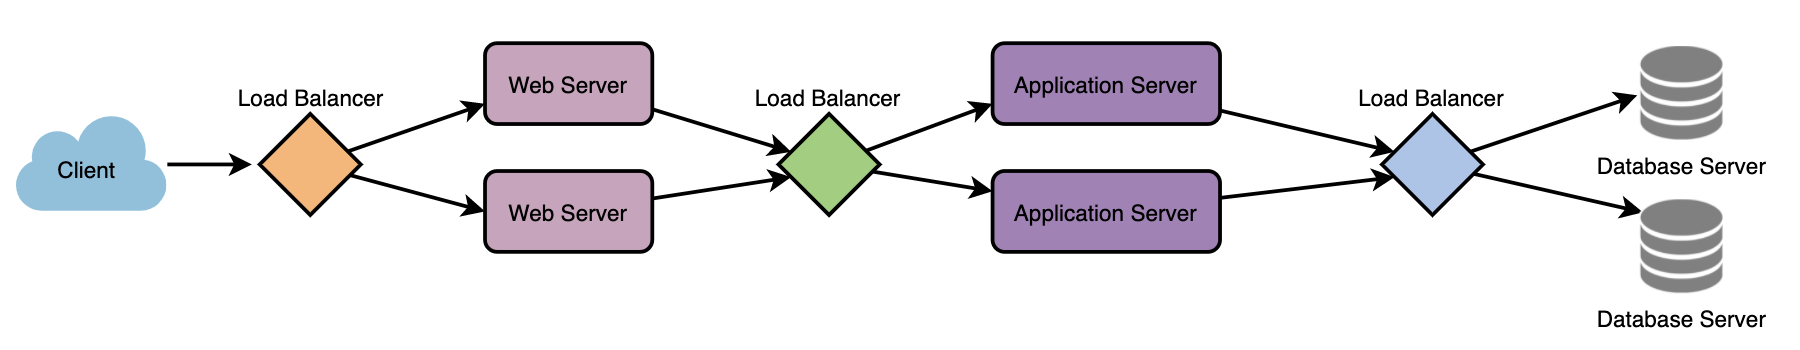 Client
Load Balancer
Web Server
Web Server
Load Balancer
Application Server
Application Server
Load Balancer
Database Server
Database Server